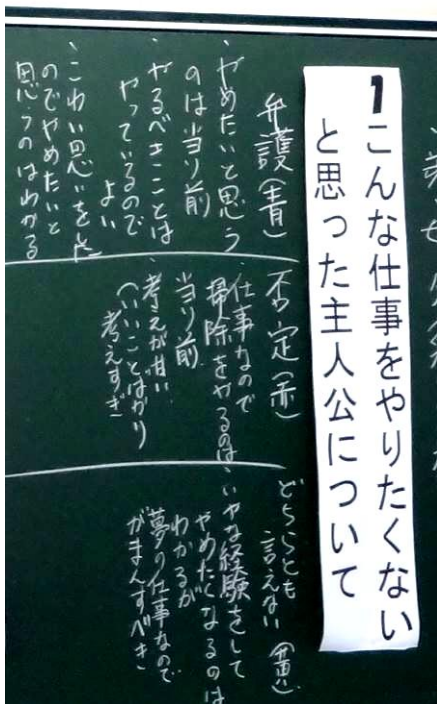 1こんな仕事をやりたくない
と思った主人公について
弁護(青)
・やめたいと思う
のは当り前
・やるべきことは
やっているので
よい
・こわい思いをした
のでやめたいと
思うのはわかる
否定(赤)
・仕事なので
掃除をやるのは
当り前
・考えが甘い
(いいことばかり
考えすぎ
どちらとも
言えない(黄)
・いやな経験をして
やめたくなるのは
わかるが
夢の仕事なので
がまんすべき